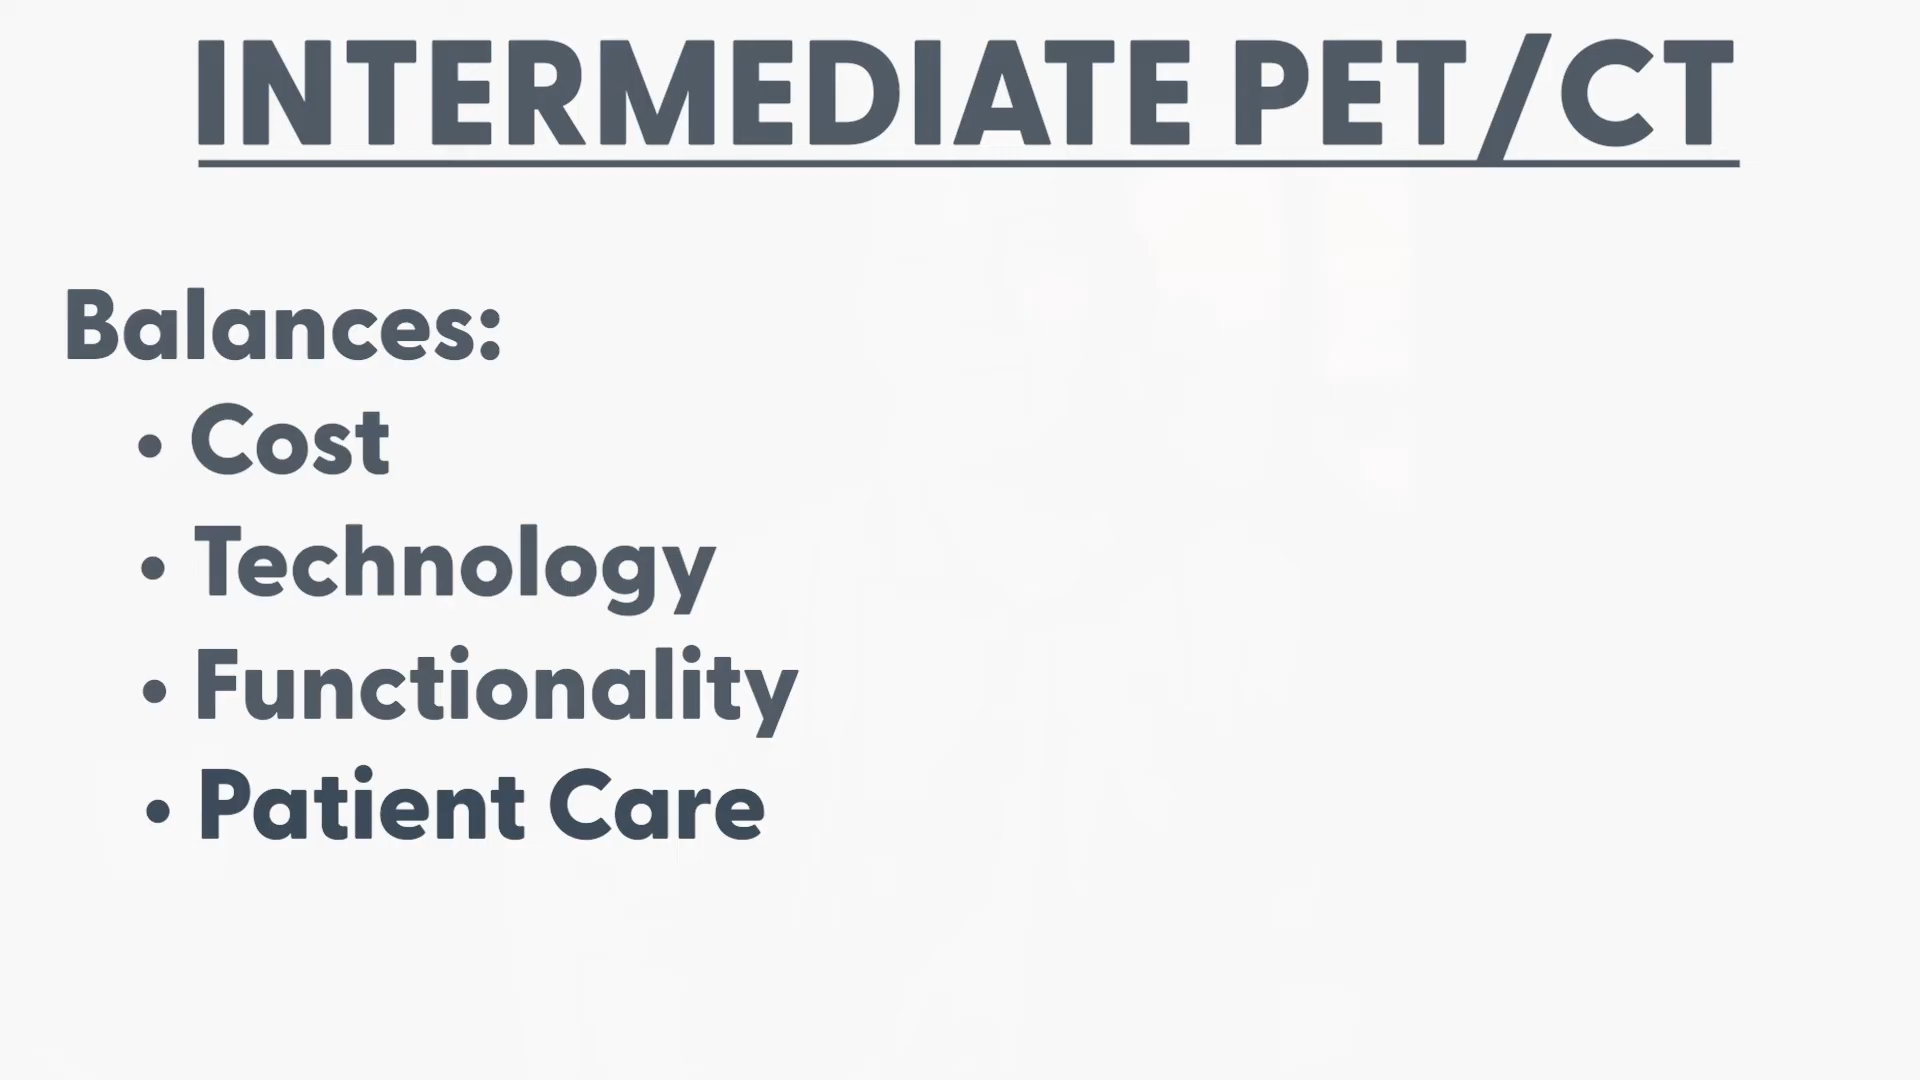 INTERMEDIATE PET/CT
Balances:
• Cost
• Technology
• Functionality
• Patient Care